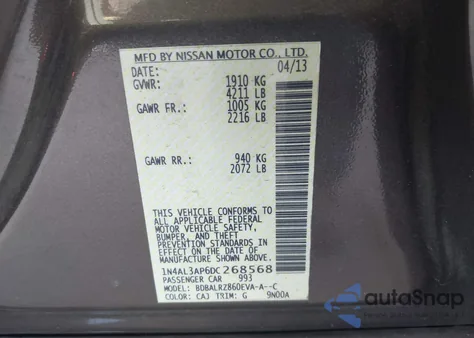 MFD BY NISSAN MOTOR CO., LTD.
DATE: 04/13
GVWR: 1910 KG
4211 LB
GAWR FR.: 1005 KG
2216 LB
GAWR RR.: 940 KG
2072 LB
THIS VEHICLE CONFORMS TO
ALL APPLICABLE FEDERAL
MOTOR VEHICLE SAFETY,
BUMPER, AND THEFT
PREVENTION STANDARDS
IN EFFECT ON THE DATE OF
MANUFACTURE SHOWN ABOVE.
1N4AL3AP6DC268568
PASSENGER CAR 993
MODEL: BDBALRZ860EVA-A--C
COLOR: CAJ TRIM: G 9N00A
autoSnap